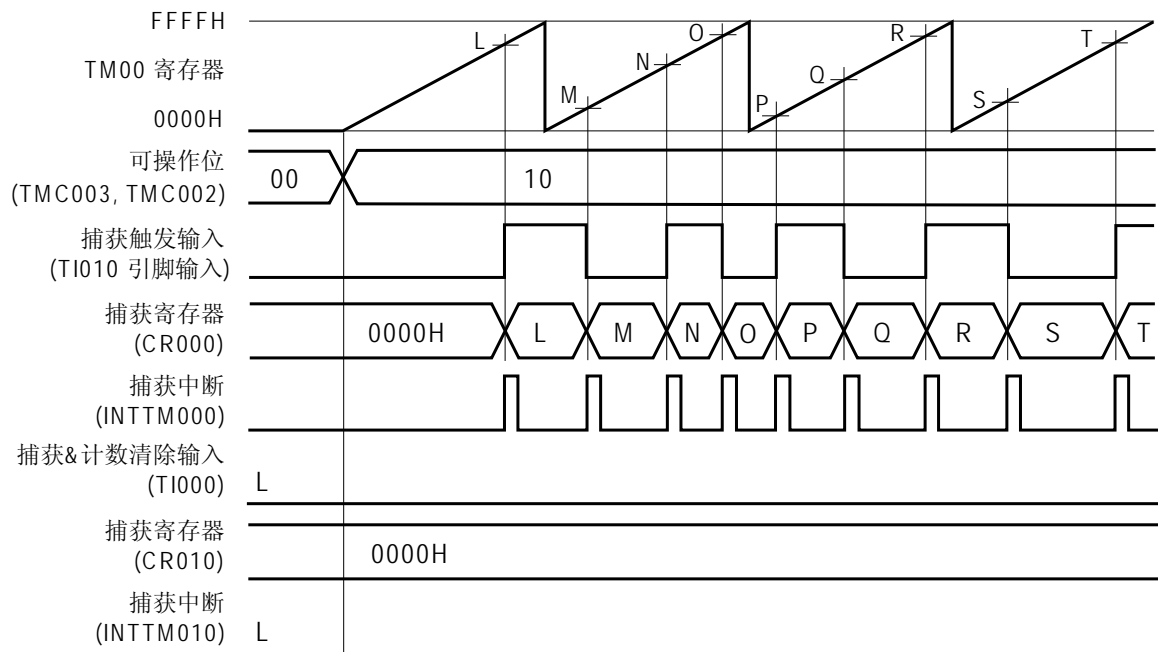 FFFFH
TM00 寄存器
0000H
L
M
N
O
P
Q
R
S
T
可操作位
(TMC003, TMC002)
00
10
捕获触发输入
(TI010 引脚输入)
捕获寄存器
(CR000)
0000H
L
M
N
O
P
Q
R
S
T
捕获中断
(INTTM000)
捕获&计数清除输入
(TI000)
L
捕获寄存器
(CR010)
0000H
捕获中断
(INTTM010)
L